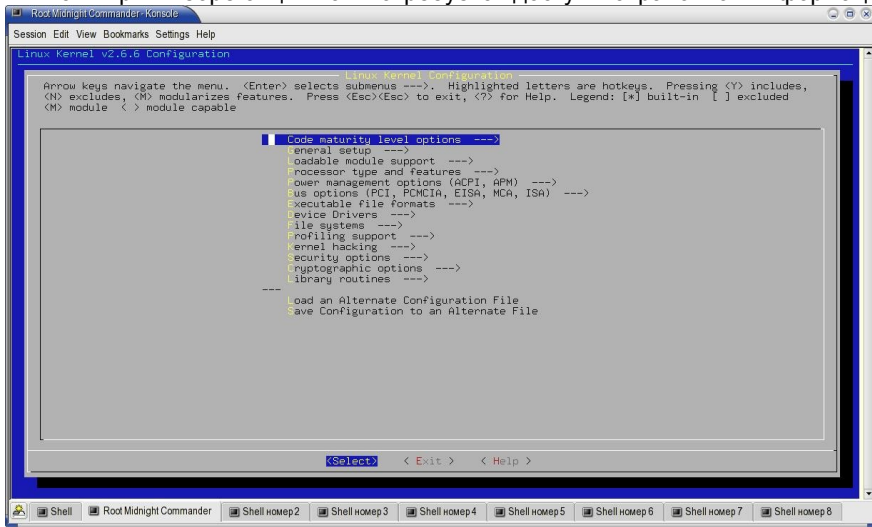 Root Midnight Commander - Konsole
Session Edit View Bookmarks Settings Help
Linux Kernel v2.6.6 Configuration
Linux Kernel Configuration
Arrow keys navigate the menu. <Enter> selects submenus --->. Highlighted letters are hotkeys. Pressing <Y> includes,
<N> excludes, <M> modularizes features. Press <Esc><Esc> to exit, <?> for Help. Legend: [*] built-in [ ] excluded
<M> module < > module capable
Code maturity level options --->
General setup --->
Loadable module support --->
Processor type and features --->
Power management options (ACPI, APM) --->
Bus options (PCI, PCMCIA, EISA, MCA, ISA) --->
Executable file formats --->
Device Drivers --->
File systems --->
Profiling support --->
Kernel hacking --->
Security options --->
Cryptographic options --->
Library routines --->
---
Load an Alternate Configuration File
Save Configuration to an Alternate File
<Select> < Exit > < Help >
Shell Root Midnight Commander Shell номер 2 Shell номер 3 Shell номер 4 Shell номер 5 Shell номер 6 Shell номер 7 Shell номер 8